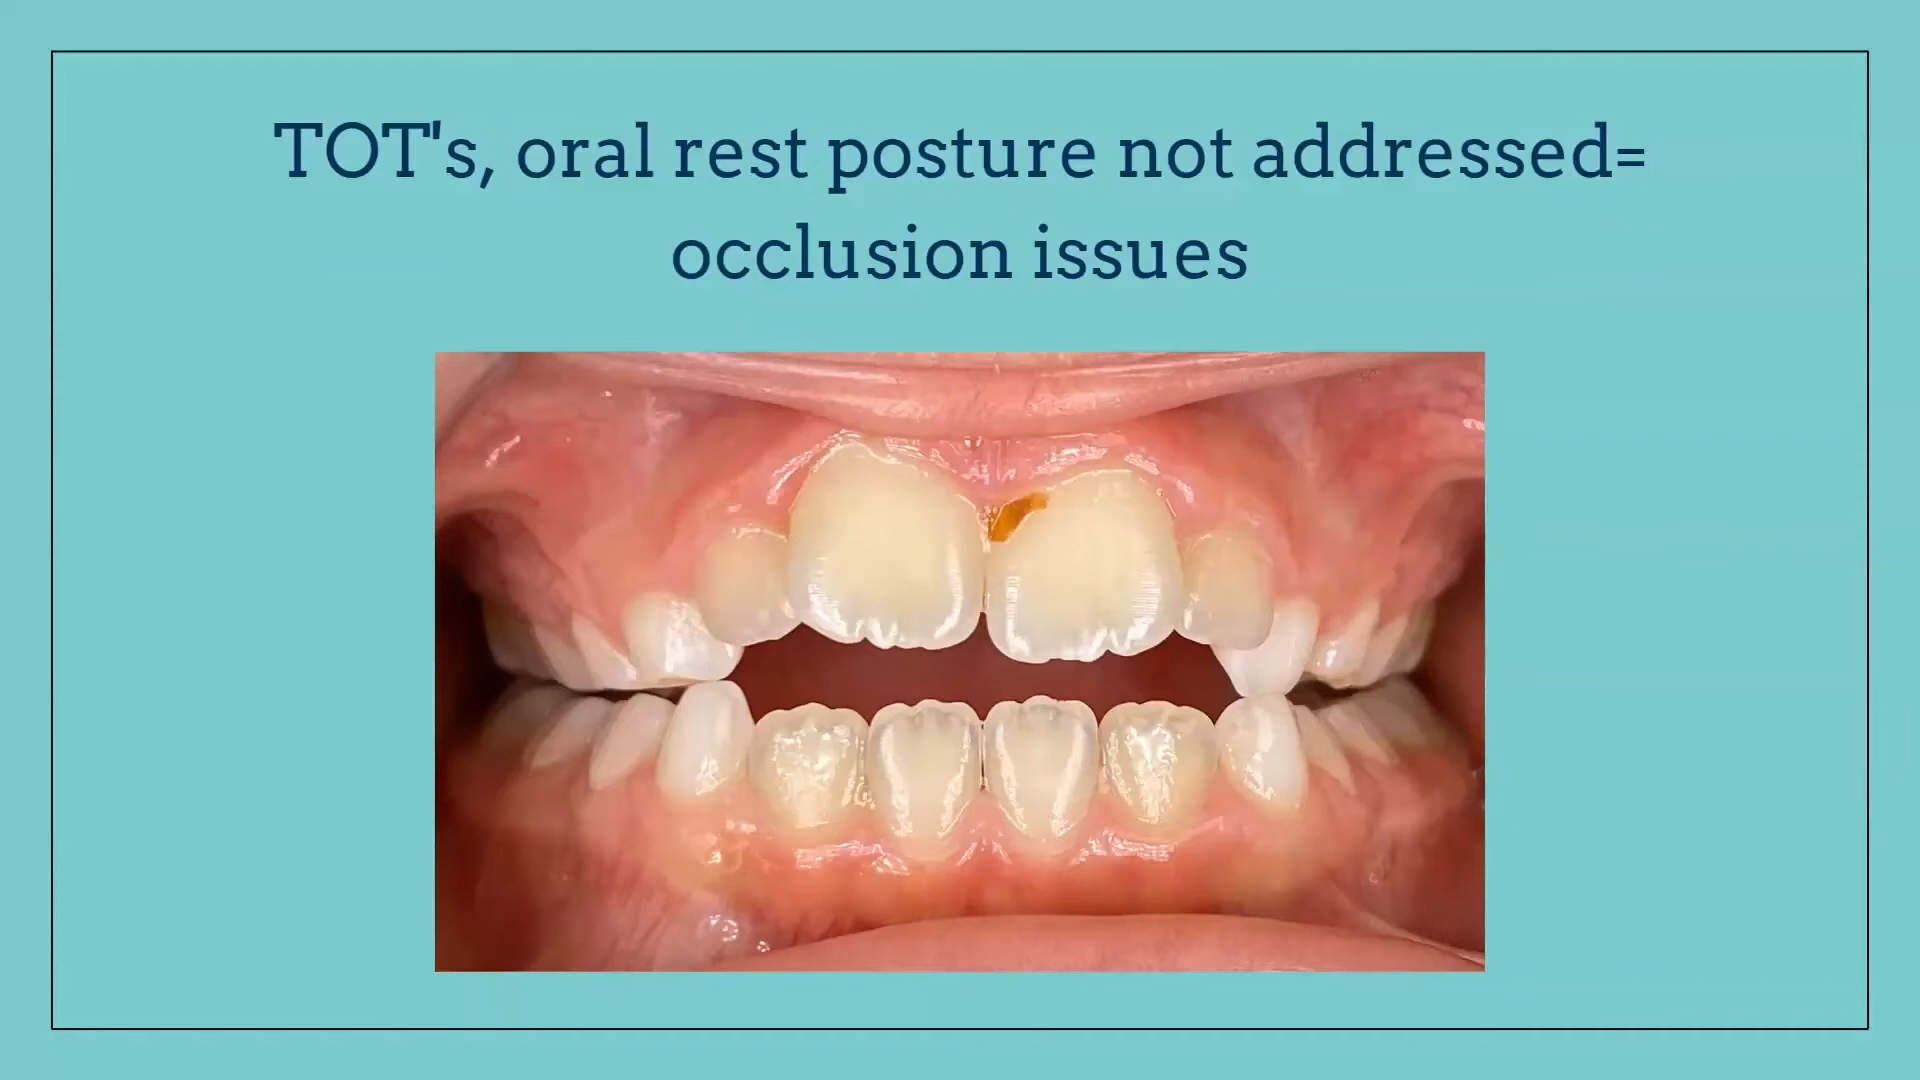 TOT's, oral rest posture not addressed=
occlusion issues